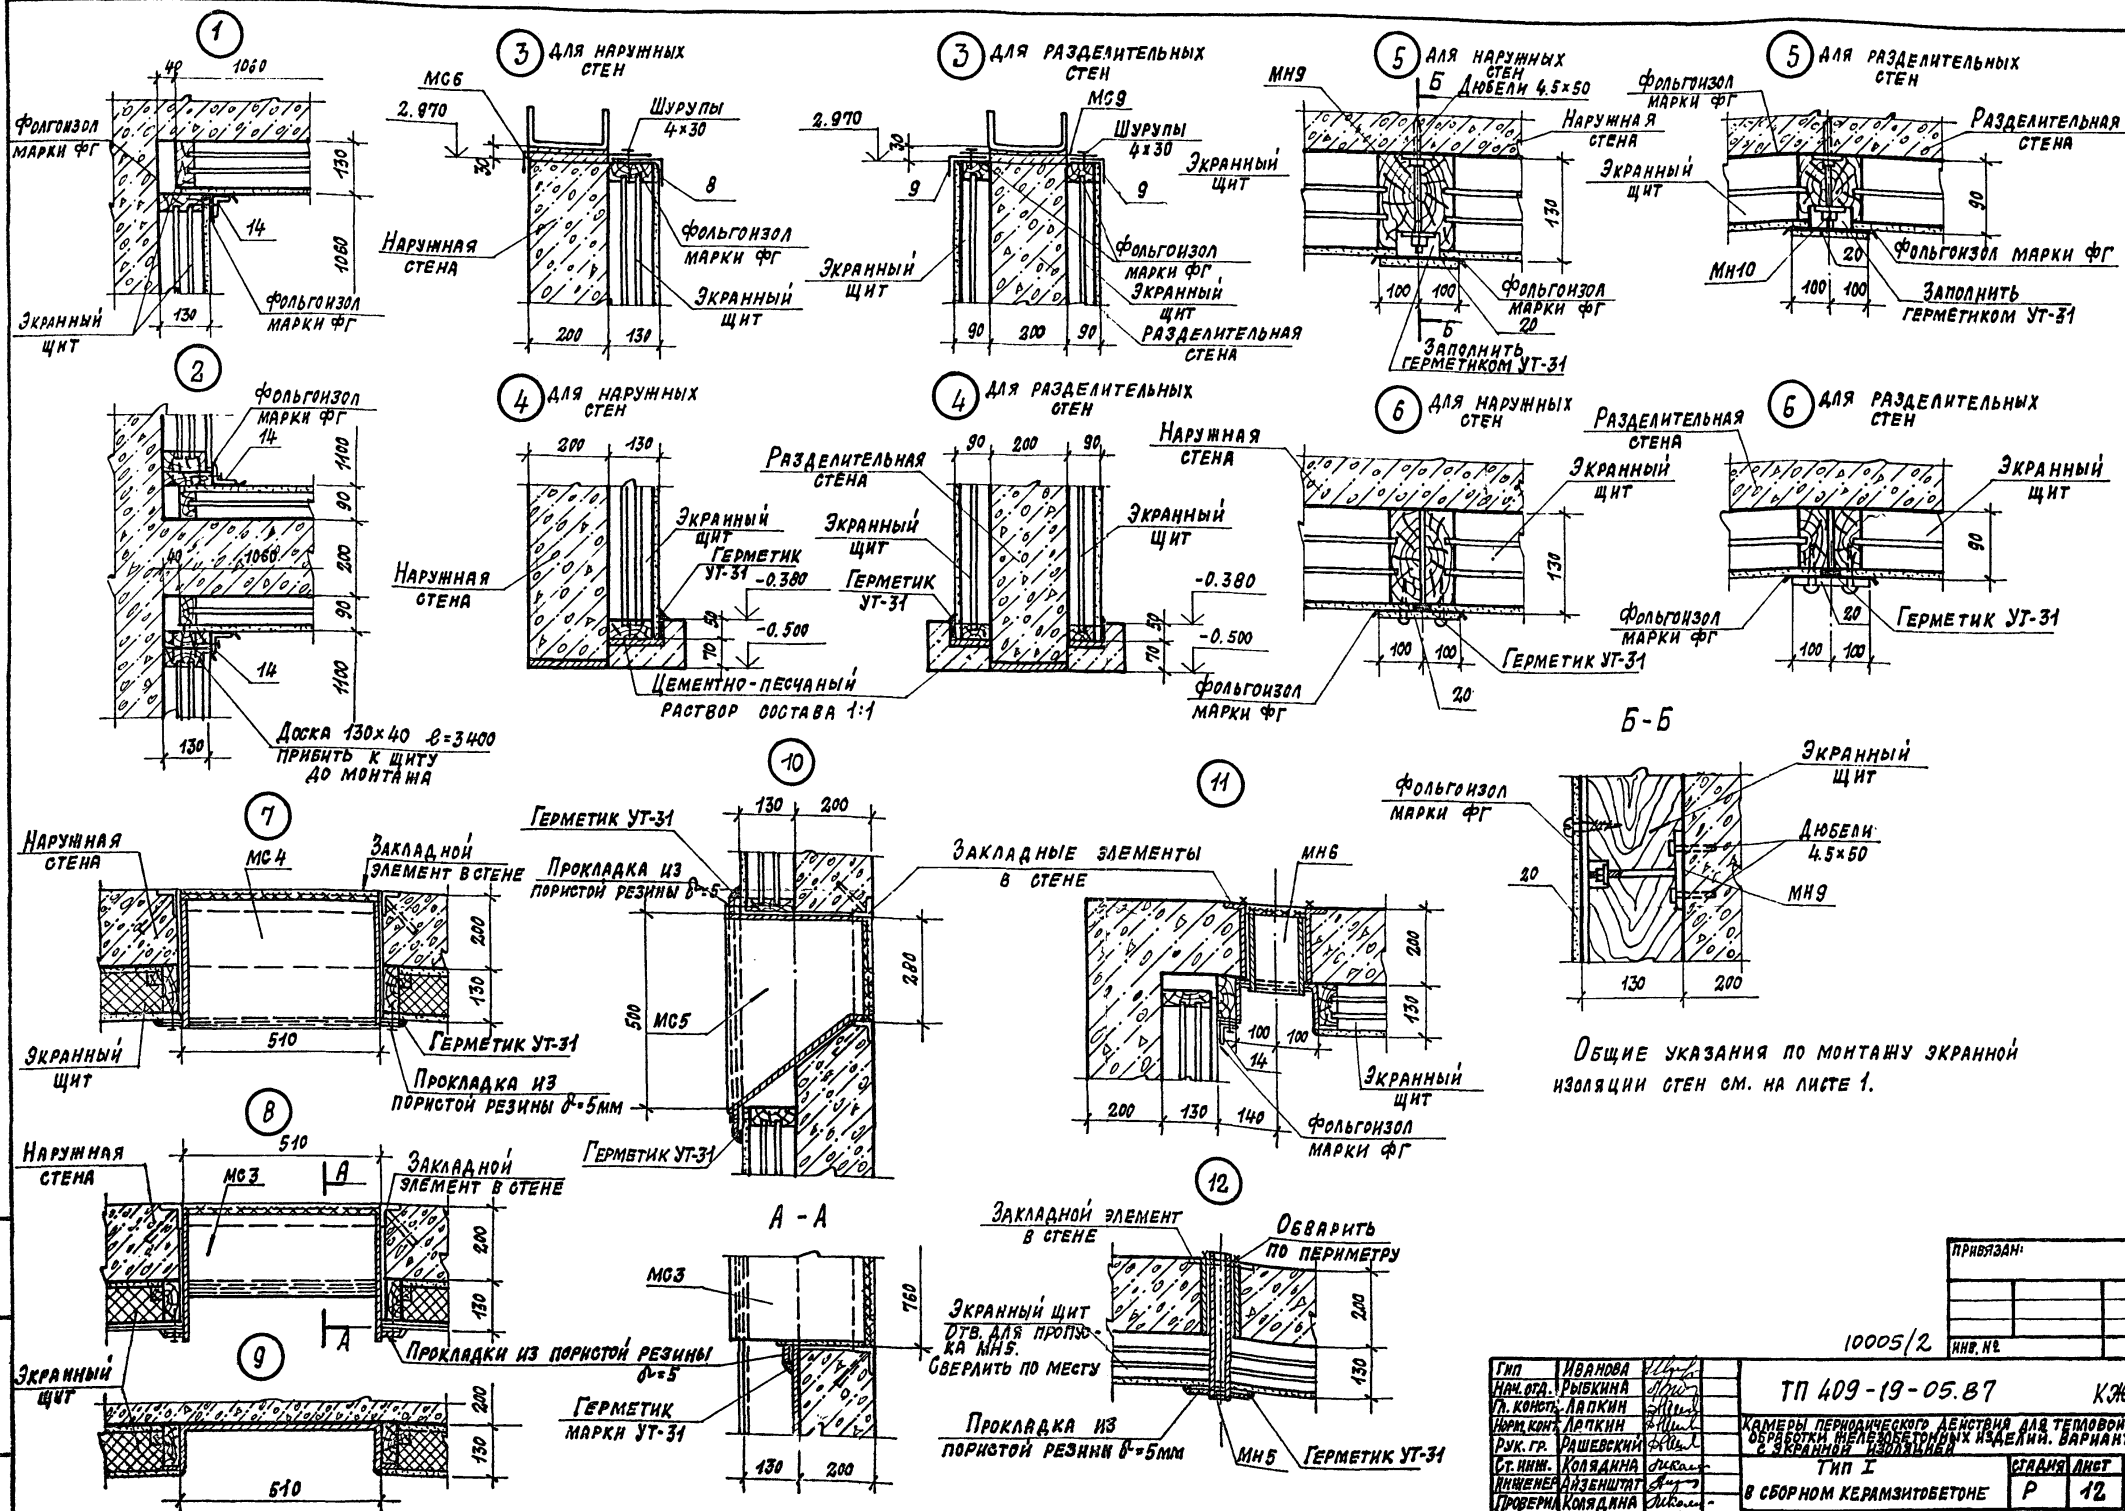 1
40
1060
Фольгоизол
марки ФГ
130
1060
14
Экранный
щит
130
Фольгоизол
марки ФГ
3
для наружных
стен
МС6
2.970
30
Шурупы
4×30
8
Наружная
стена
Фольгоизол
марки ФГ
Экранный
щит
200
130
3
для разделительных
стен
МС9
2.970
30
Шурупы
4×30
9
9
Экранный
щит
Фольгоизол
марки ФГ
Экранный
щит
Разделительная
стена
90
200
90
5
для наружных
стен
МН9
Б
Дюбели 4.5×50
Наружная
стена
Экранный
щит
130
100
100
Фольгоизол
марки ФГ
20
Б
Заполнить
герметиком УТ-31
5
для разделительных
стен
Фольгоизол
марки ФГ
Разделительная
стена
Экранный
щит
90
МН10
20
Фольгоизол марки ФГ
100
100
Заполнить
герметиком УТ-31
2
Фольгоизол
марки ФГ
14
1100
90
40
1060
200
90
14
1100
130
Доска 130×40 ℓ=3400
прибить к щиту
до монтажа
4
для наружных
стен
200
130
Экранный
щит
Герметик
УТ-31
Наружная
стена
-0.380
50
-0.500
70
Цементно-песчаный
раствор состава 1:1
4
для разделительных
стен
90
200
90
Разделительная
стена
Экранный
щит
Экранный
щит
Герметик
УТ-31
-0.380
50
-0.500
70
6
для наружных
стен
Наружная
стена
Экранный
щит
130
100
100
Герметик УТ-31
Фольгоизол
марки ФГ
20
6
для разделительных
стен
Разделительная
стена
Экранный
щит
90
Фольгоизол
марки ФГ
20
Герметик УТ-31
100
100
7
Наружная
стена
МС4
Закладной
элемент в стене
200
130
510
Экранный
щит
Герметик УТ-31
Прокладка из
пористой резины δ=5мм
10
130
200
Герметик УТ-31
Прокладка из
пористой резины δ=5
Закладные элементы
в стене
500
МС5
280
Герметик УТ-31
11
МН6
200
130
100
100
14
Экранный
щит
200
130
140
Фольгоизол
марки ФГ
Б-Б
Экранный
щит
Фольгоизол
марки ФГ
Дюбели
4.5×50
20
МН9
130
200
Общие указания по монтажу экранной
изоляции стен см. на листе 1.
8
510
Наружная
стена
МС3
А
Закладной
элемент в стене
200
130
А
Прокладки из пористой резины
δ=5
9
Экранный
щит
200
130
510
А-А
МС3
760
Герметик
марки УТ-31
130
200
12
Закладной элемент
в стене
Обварить
по периметру
Экранный щит
Отв. для пропус-
ка МН5.
Сверлить по месту
200
130
Прокладка из
пористой резины δ=5мм
МН5
Герметик УТ-31
10005/2
Привязан:
Инв. №
ГИП Иванова
Нач. отд. Рыбкина
Гл. констр. Лапкин
Норм. конт. Лапкин
Рук. гр. Рашевский
Ст. инж. Колядина
Инженер Айзенштат
Проверил Колядина
ТП 409-19-05.87 КЖ
Камеры периодического действия для тепловой
обработки железобетонных изделий. Вариант
с экранной изоляцией
Тип I
в сборном керамзитобетоне
Стадия Лист
Р 12